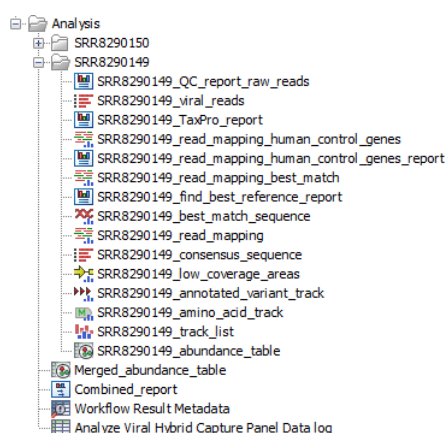 Analysis
SRR8290150
SRR8290149
SRR8290149_QC_report_raw_reads
SRR8290149_viral_reads
SRR8290149_TaxPro_report
SRR8290149_read_mapping_human_control_genes
SRR8290149_read_mapping_human_control_genes_report
SRR8290149_read_mapping_best_match
SRR8290149_find_best_reference_report
SRR8290149_best_match_sequence
SRR8290149_read_mapping
SRR8290149_consensus_sequence
SRR8290149_low_coverage_areas
SRR8290149_annotated_variant_track
SRR8290149_amino_acid_track
SRR8290149_track_list
SRR8290149_abundance_table
Merged_abundance_table
Combined_report
Workflow Result Metadata
Analyze Viral Hybrid Capture Panel Data log